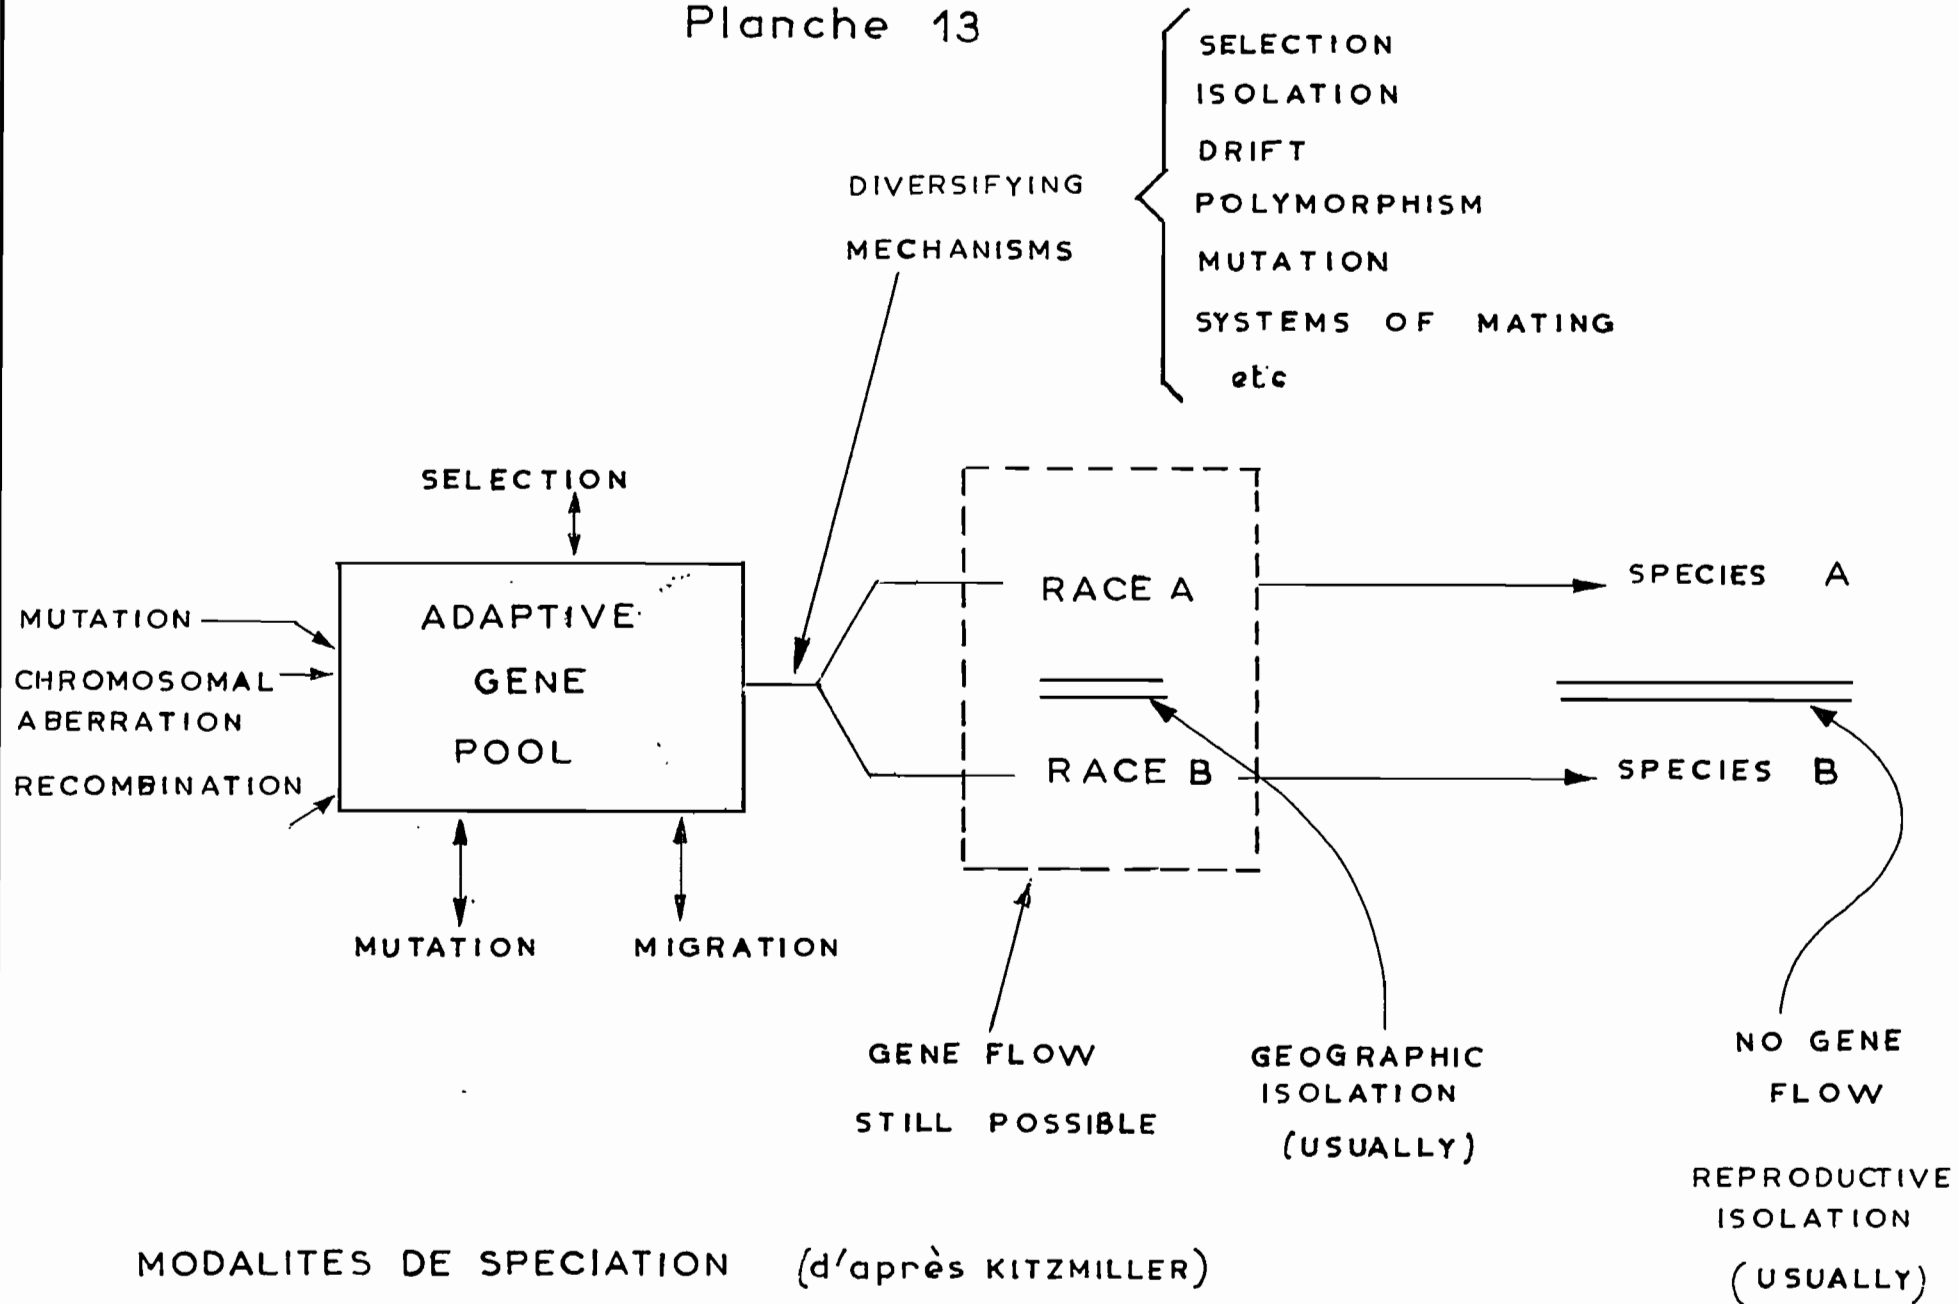 Planche 13
SELECTION
ISOLATION
DRIFT
POLYMORPHISM
MUTATION
SYSTEMS OF MATING
etc
DIVERSIFYING
MECHANISMS
SELECTION
MUTATION
CHROMOSOMAL
ABERRATION
RECOMBINATION
ADAPTIVE
GENE
POOL
MUTATION
MIGRATION
RACE A
RACE B
SPECIES A
SPECIES B
GENE FLOW
STILL POSSIBLE
GEOGRAPHIC
ISOLATION
(USUALLY)
NO GENE
FLOW
REPRODUCTIVE
ISOLATION
(USUALLY)
MODALITES DE SPECIATION (d'après KITZMILLER)